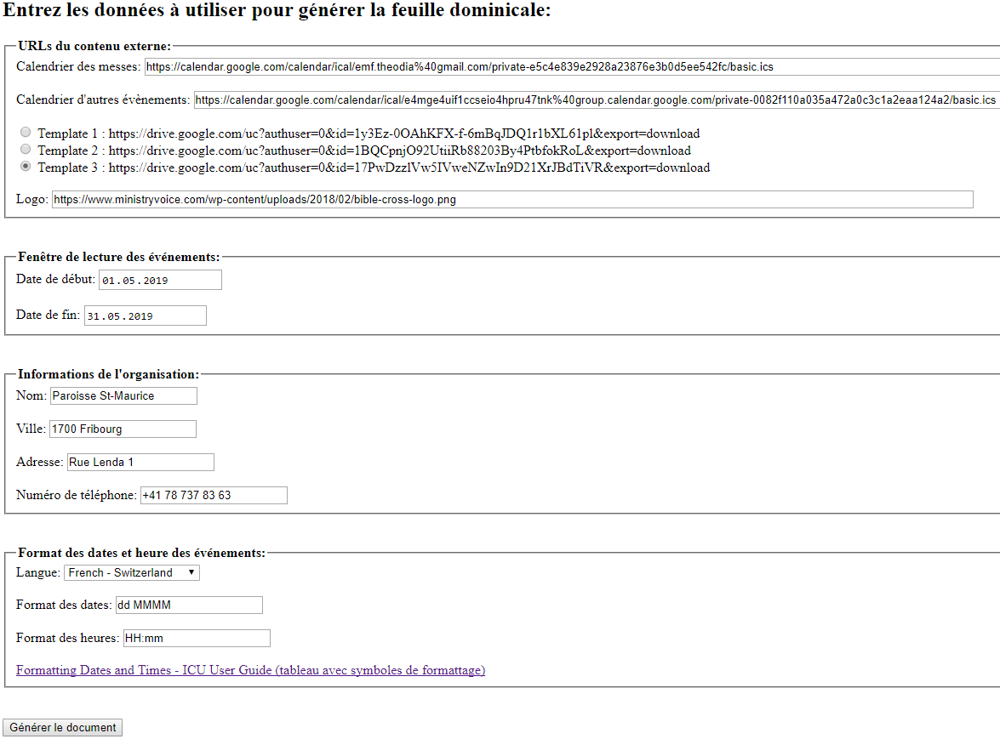 Entrez les données à utiliser pour générer la feuille dominicale:
URLs du contenu externe:
Calendrier des messes: https://calendar.google.com/calendar/ical/emf.theodia%40gmail.com/private-e5c4e839e2928a23876e3b0d5ee542fc/basic.ics
Calendrier d'autres évènements: https://calendar.google.com/calendar/ical/e4mge4uif1ccseio4hpru47tnk%40group.calendar.google.com/private-0082f110a035a472a0c3c1a2eaa124a2/basic.ics
Template 1 : https://drive.google.com/uc?authuser=0&id=1y3Ez-0OAhKFX-f-6mBqJDQ1r1bXL61pl&export=download
Template 2 : https://drive.google.com/uc?authuser=0&id=1BQCpnjO92UtiiRb88203By4PtbfokRoL&export=download
Template 3 : https://drive.google.com/uc?authuser=0&id=17PwDzzlVw5IVweNZwIn9D21XrJBdTiVR&export=download
Logo: https://www.ministryvoice.com/wp-content/uploads/2018/02/bible-cross-logo.png
Fenêtre de lecture des événements:
Date de début: 01.05.2019
Date de fin: 31.05.2019
Informations de l'organisation:
Nom: Paroisse St-Maurice
Ville: 1700 Fribourg
Adresse: Rue Lenda 1
Numéro de téléphone: +41 78 737 83 63
Format des dates et heure des événements:
Langue: French - Switzerland
Format des dates: dd MMMM
Format des heures: HH:mm
Formatting Dates and Times - ICU User Guide (tableau avec symboles de formattage)
Générer le document